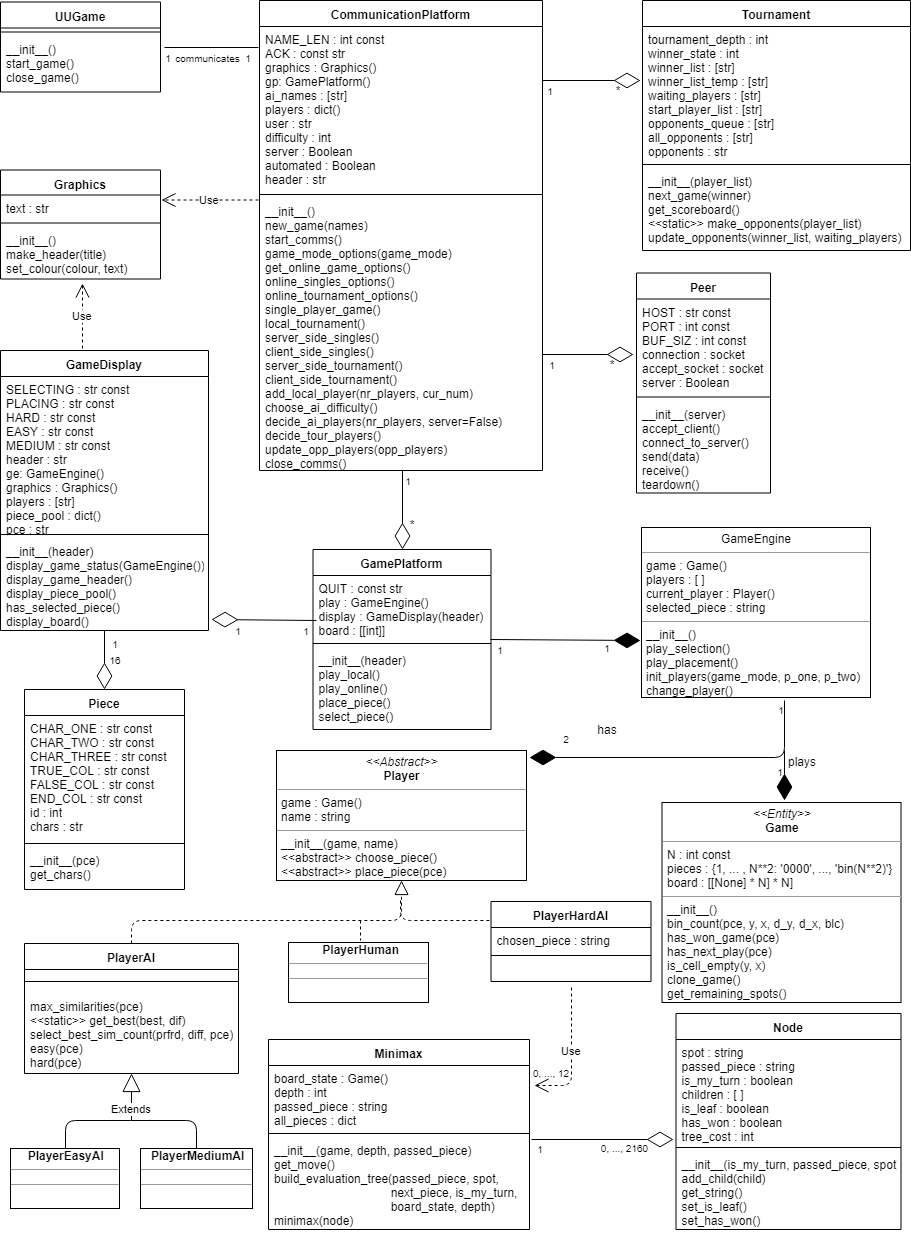 UUGame
__init__()
start_game()
close_game()
1 communicates 1
CommunicationPlatform
NAME_LEN : int const
ACK : const str
graphics : Graphics()
gp: GamePlatform()
ai_names : [str]
players : dict()
user : str
difficulty : int
server : Boolean
automated : Boolean
header : str
__init__()
new_game(names)
start_comms()
game_mode_options(game_mode)
get_online_game_options()
online_singles_options()
online_tournament_options()
single_player_game()
local_tournament()
server_side_singles()
client_side_singles()
server_side_tournament()
client_side_tournament()
add_local_player(nr_players, cur_num)
choose_ai_difficulty()
decide_ai_players(nr_players, server=False)
decide_tour_players()
update_opp_players(opp_players)
close_comms()
1
*
Tournament
tournament_depth : int
winner_state : int
winner_list : [str]
winner_list_temp : [str]
waiting_players : [str]
start_player_list : [str]
opponents_queue : [str]
all_opponents : [str]
opponents : str
__init__(player_list)
next_game(winner)
get_scoreboard()
<<static>> make_opponents(player_list)
update_opponents(winner_list, waiting_players)
Graphics
text : str
__init__()
make_header(title)
set_colour(colour, text)
Use
Use
1
*
Peer
HOST : str const
PORT : int const
BUF_SIZ : int const
connection : socket
accept_socket : socket
server : Boolean
__init__(server)
accept_client()
connect_to_server()
send(data)
receive()
teardown()
GameDisplay
SELECTING : str const
PLACING : str const
HARD : str const
EASY : str const
MEDIUM : str const
header : str
ge: GameEngine()
graphics : Graphics()
players : [str]
piece_pool : dict()
pce : str
__init__(header)
display_game_status(GameEngine())
display_game_header()
display_piece_pool()
has_selected_piece()
display_board()
1
*
1
1
GamePlatform
QUIT : const str
play : GameEngine()
display : GameDisplay(header)
board : [[int]]
__init__(header)
play_local()
play_online()
place_piece()
select_piece()
1
1
GameEngine
game : Game()
players : [ ]
current_player : Player()
selected_piece : string
__init__()
play_selection()
play_placement()
init_players(game_mode, p_one, p_two)
change_player()
1
16
Piece
CHAR_ONE : str const
CHAR_TWO : str const
CHAR_THREE : str const
TRUE_COL : str const
FALSE_COL : str const
END_COL : str const
id : int
chars : str
__init__(pce)
get_chars()
1
has
2
plays
1
<<Abstract>>
Player
game : Game()
name : string
__init__(game, name)
<<abstract>> choose_piece()
<<abstract>> place_piece(pce)
<<Entity>>
Game
N : int const
pieces : {1, ... , N**2: '0000', ..., 'bin(N**2)'}
board : [[None] * N] * N]
__init__()
bin_count(pce, y, x, d_y, d_x, blc)
has_won_game(pce)
has_next_play(pce)
is_cell_empty(y, x)
clone_game()
get_remaining_spots()
PlayerAI
max_similarities(pce)
<<static>> get_best(best, dif)
select_best_sim_count(prfrd, diff, pce)
easy(pce)
hard(pce)
PlayerHuman
PlayerHardAI
chosen_piece : string
Use
0, ..., 12
Extends
PlayerEasyAI
PlayerMediumAI
Minimax
board_state : Game()
depth : int
passed_piece : string
all_pieces : dict
__init__(game, depth, passed_piece)
get_move()
build_evaluation_tree(passed_piece, spot,
next_piece, is_my_turn,
board_state, depth)
minimax(node)
1
0, ..., 2160
Node
spot : string
passed_piece : string
is_my_turn : boolean
children : [ ]
is_leaf : boolean
has_won : boolean
tree_cost : int
__init__(is_my_turn, passed_piece, spot
add_child(child)
get_string()
set_is_leaf()
set_has_won()